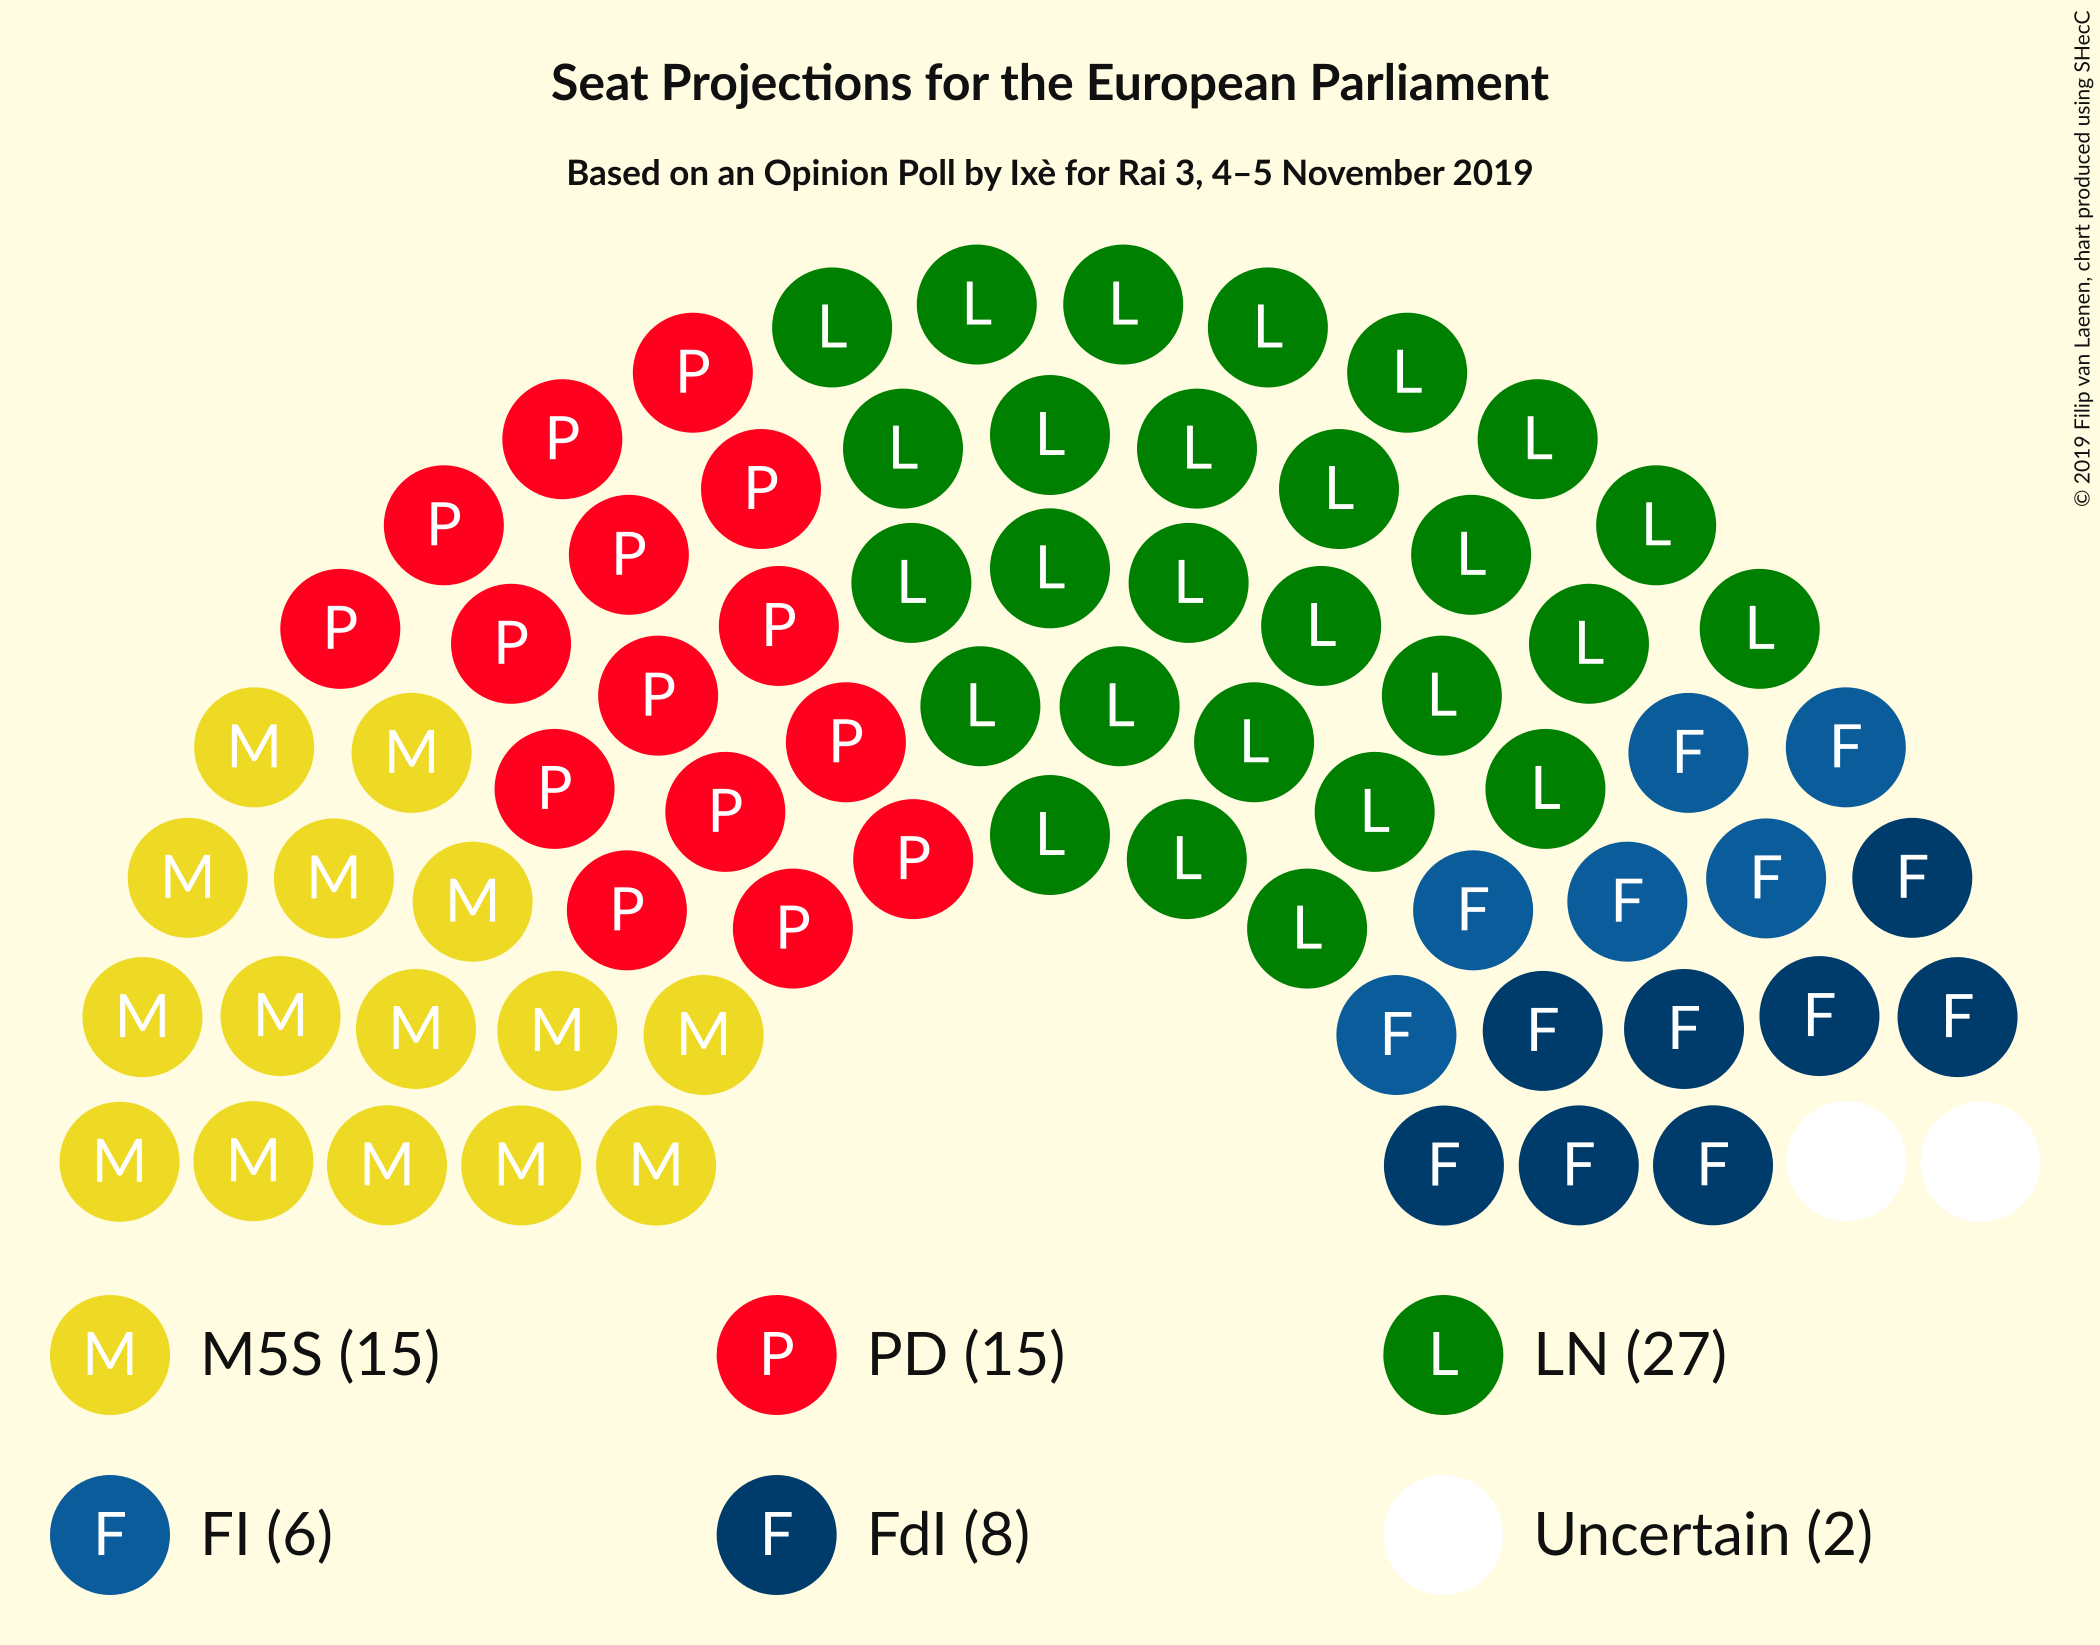 Seat Projections for the European Parliament
Based on an Opinion Poll by Ixè for Rai 3, 4–5 November 2019
© 2019 Filip van Laenen, chart produced using SHecC
L L L L
P L
P L
P L
P L
M F
M F
M F
M
L L L
P L
P L
P L
M F
M F
M F
M
L L L
P L
P L
P L
M F
M F
M F
L L
P L
P L
P F
M F
M F
L
P L
P L
M F
M F
M M5S (15)
P PD (15)
L LN (27)
F FI (6)
F FdI (8)
Uncertain (2)